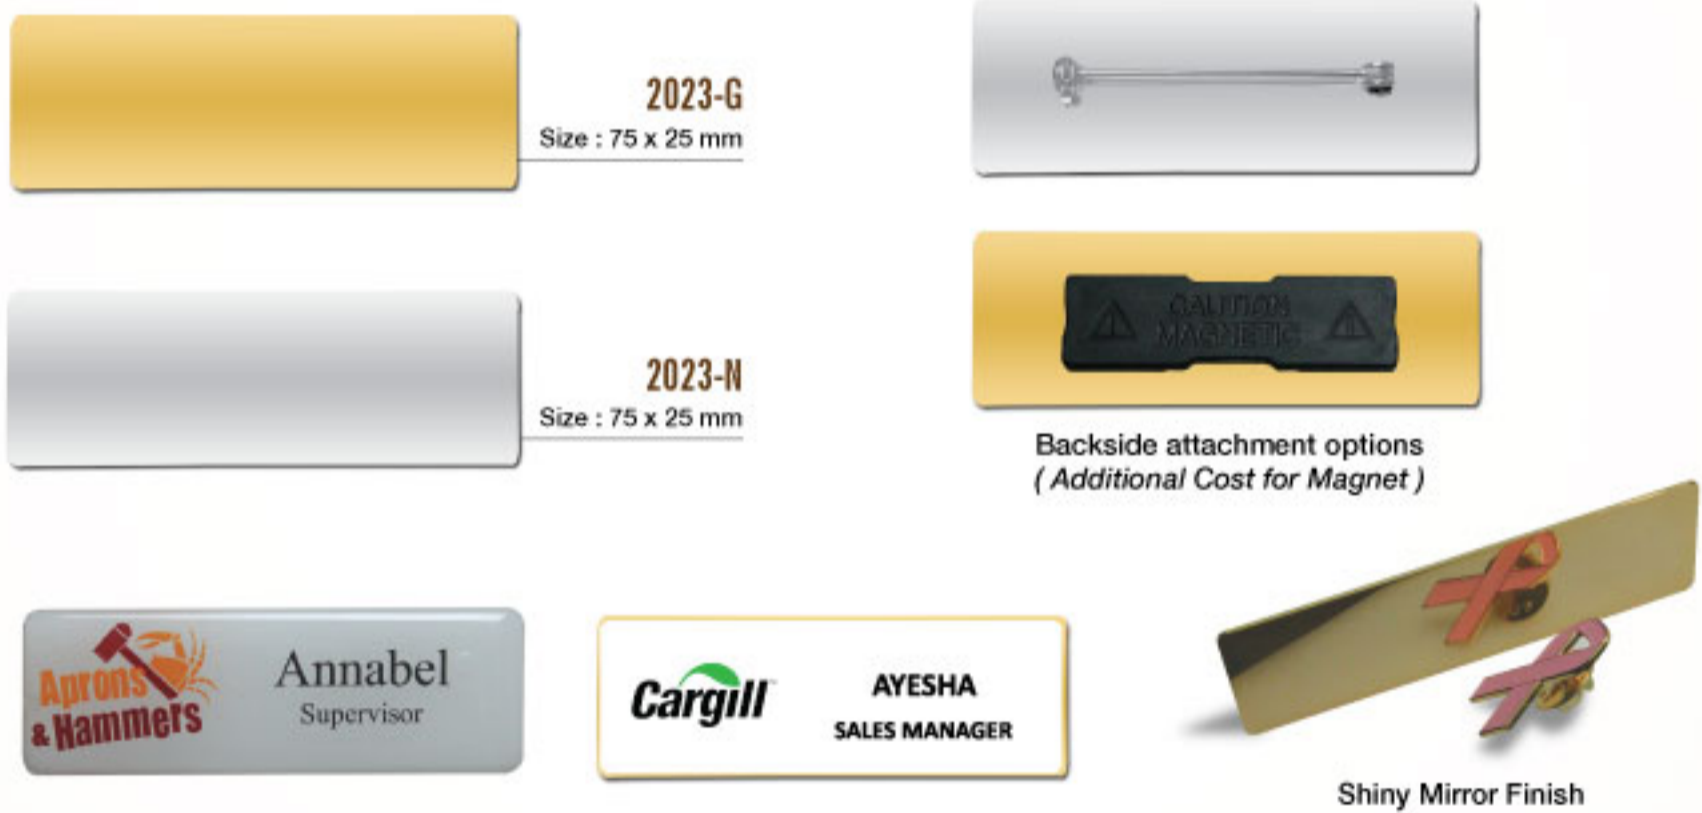 2023-G
Size : 75 x 25 mm
CAUTION
MAGNETIC
2023-N
Size : 75 x 25 mm
Backside attachment options
( Additional Cost for Magnet )
Aprons
& Hammers
Annabel
Supervisor
Cargill
AYESHA
SALES MANAGER
Shiny Mirror Finish